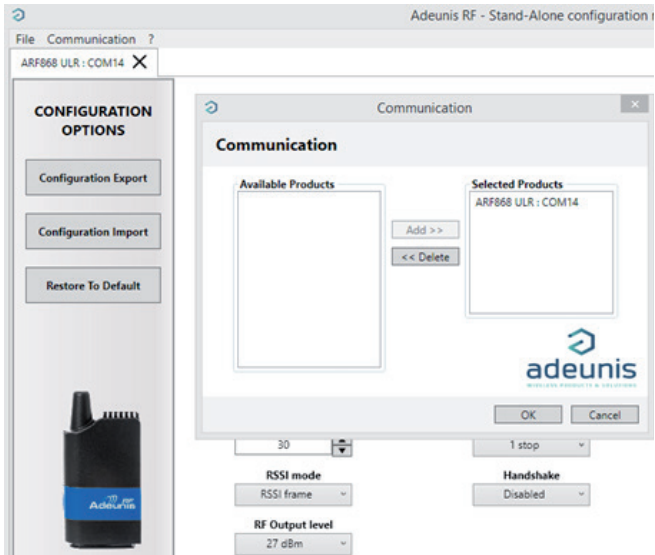 Adeunis RF - Stand-Alone configuration
File Communication ?
ARF868 ULR : COM14
CONFIGURATION
OPTIONS
Configuration Export
Configuration Import
Restore To Default
Communication
Communication
Available Products
Selected Products
ARF868 ULR : COM14
Add >>
<< Delete
adeunis
WIRELESS PRODUCTS & SOLUTIONS
OK
Cancel
30
1 stop
RSSI mode
Handshake
RSSI frame
Disabled
RF Output level
27 dBm
Adeunis RF